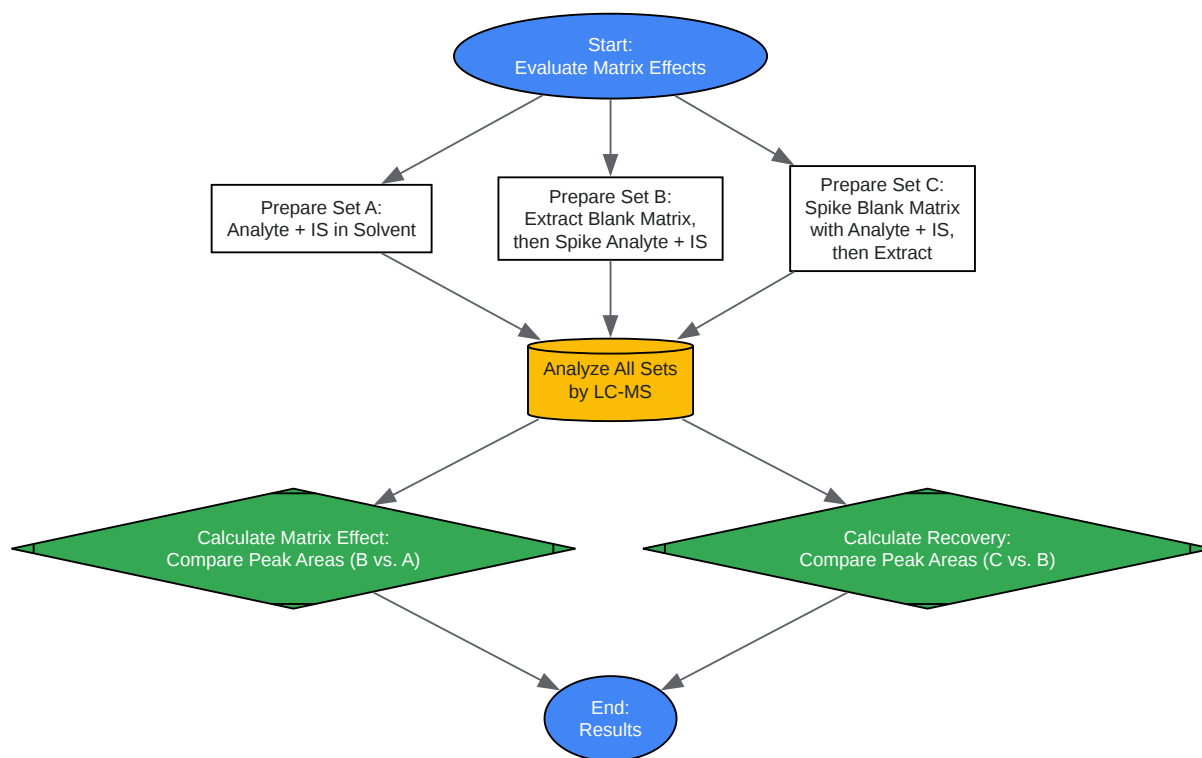 Start:
Evaluate Matrix Effects
Prepare Set A:
Analyte + IS in Solvent
Prepare Set B:
Extract Blank Matrix,
then Spike Analyte + IS
Prepare Set C:
Spike Blank Matrix
with Analyte + IS,
then Extract
Analyze All Sets
by LC-MS
Calculate Matrix Effect:
Compare Peak Areas (B vs. A)
Calculate Recovery:
Compare Peak Areas (C vs. B)
End:
Results